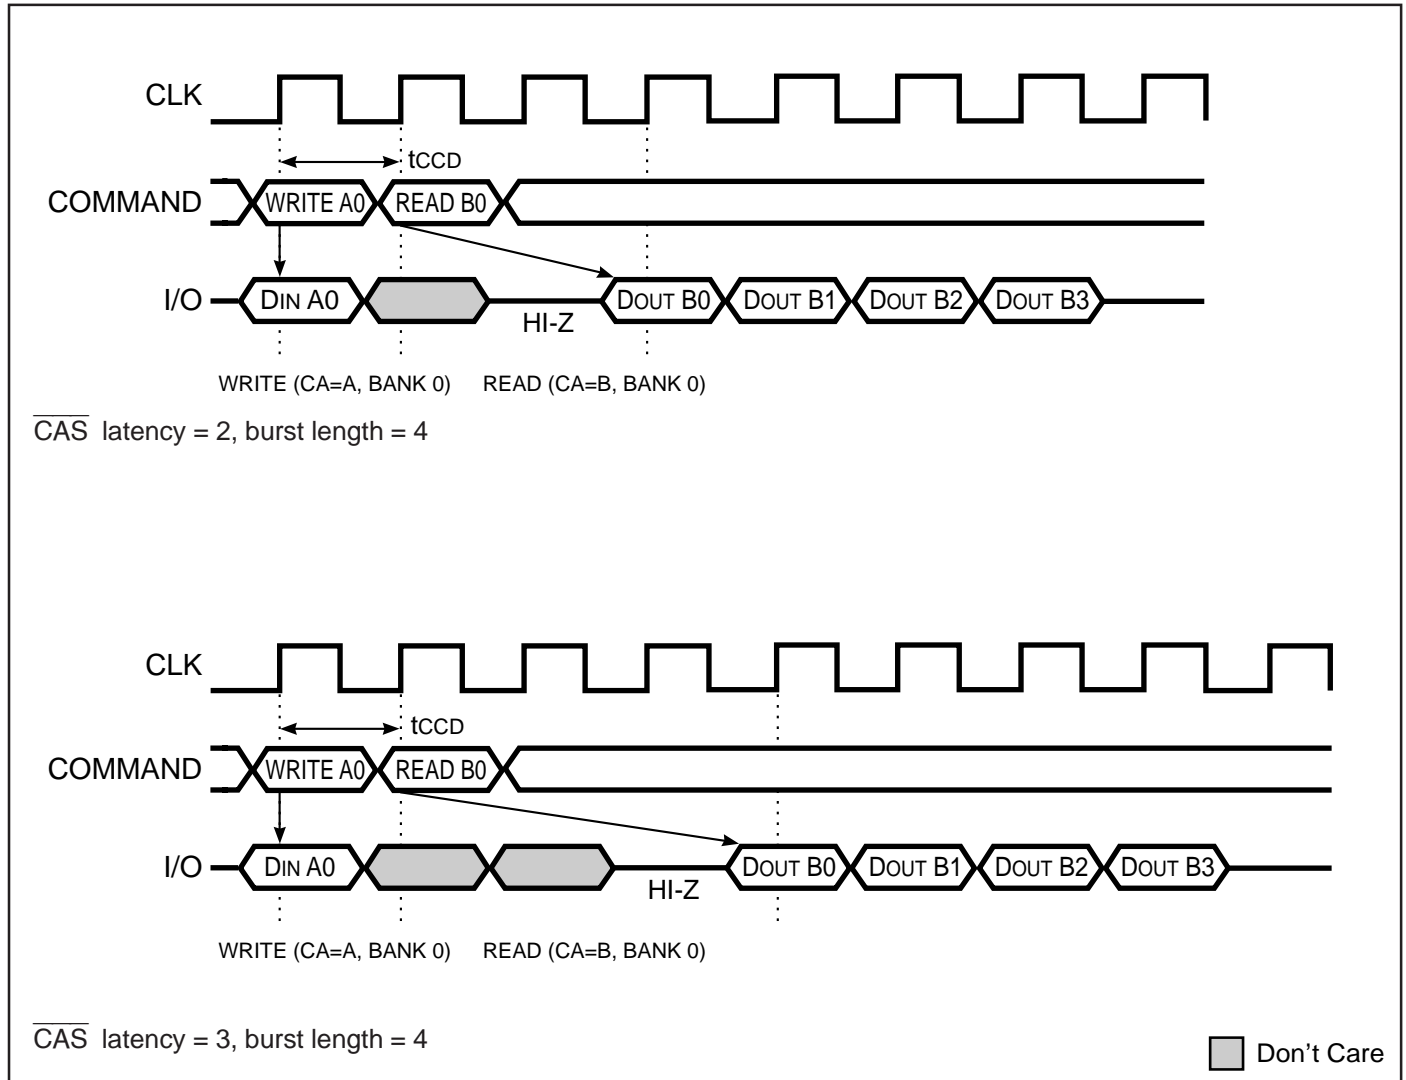 CLK
tCCD
COMMAND WRITE A0 READ B0
I/O DIN A0 HI-Z DOUT B0 DOUT B1 DOUT B2 DOUT B3
WRITE (CA=A, BANK 0) READ (CA=B, BANK 0)
CAS latency = 2, burst length = 4
CLK
tCCD
COMMAND WRITE A0 READ B0
I/O DIN A0 HI-Z DOUT B0 DOUT B1 DOUT B2 DOUT B3
WRITE (CA=A, BANK 0) READ (CA=B, BANK 0)
CAS latency = 3, burst length = 4
Don't Care